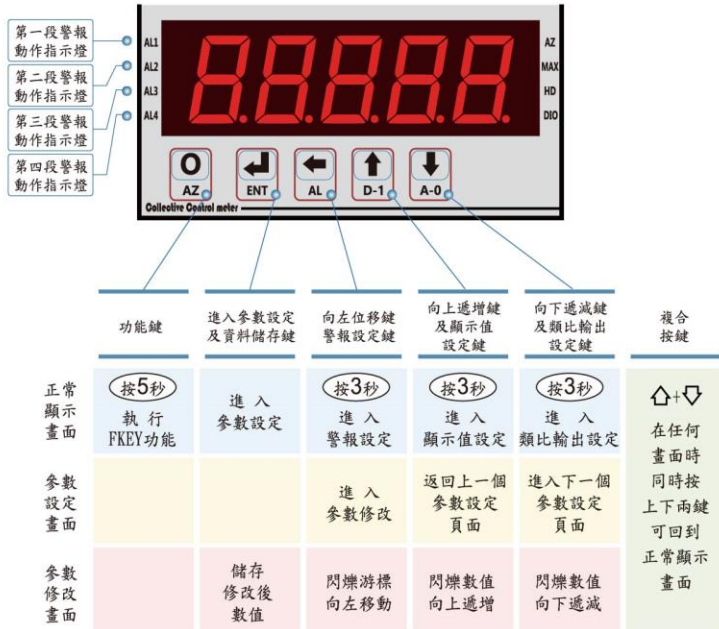 第一段警報
動作指示燈
第二段警報
動作指示燈
第三段警報
動作指示燈
第四段警報
動作指示燈
AL1
AL2
AL3
AL4
88888
AZ
MAX
HD
DIO
O
AZ
ENT
AL
D-1
A-0
Collective Control meter
功能鍵
進入參數設定
及資料儲存鍵
向左位移鍵
警報設定鍵
向上遞增鍵
及顯示值
設定鍵
向下遞減鍵
及類比輸出
設定鍵
複合
按鍵
正常
顯示
畫面
按5秒
執行
FKEY功能
進入
參數設定
按3秒
進入
警報設定
按3秒
進入
顯示值設定
按3秒
進入
類比輸出設定
參數
設定
畫面
進入
參數修改
返回上一個
參數設定
頁面
進入下一個
參數設定
頁面
參數
修改
畫面
儲存
修改後
數值
閃爍游標
向左移動
閃爍數值
向上遞增
閃爍數值
向下遞減
+
在任何
畫面時
同時按
上下兩鍵
可回到
正常顯示
畫面